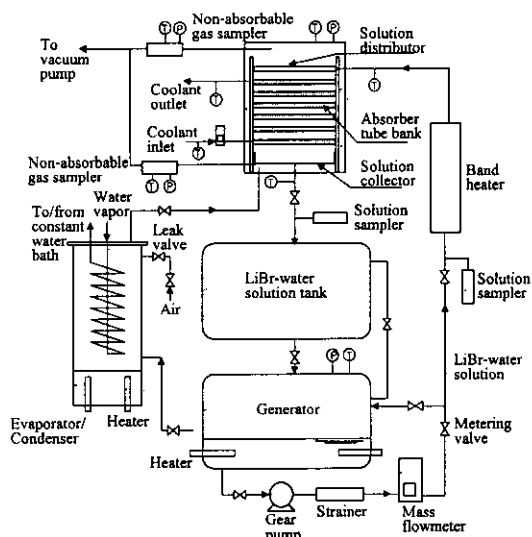 Non-absorbable
gas sampler
T P
T P
Solution
distributor
To
vacuum
pump
Coolant
outlet
T
T
Absorber
tube bank
Coolant
inlet
T
Non-absorbable
gas sampler
T P
Solution
collector
Band
heater
Water
vapor
To/from
constant
water
bath
Leak
valve
Air
T
Solution
sampler
Solution
sampler
LiBr-water
solution tank
LiBr-water
solution
P T
Generator
Metering
valve
Evaporator/
Condenser
Heater
Heater
Gear
pump
Strainer
Mass
flowmeter